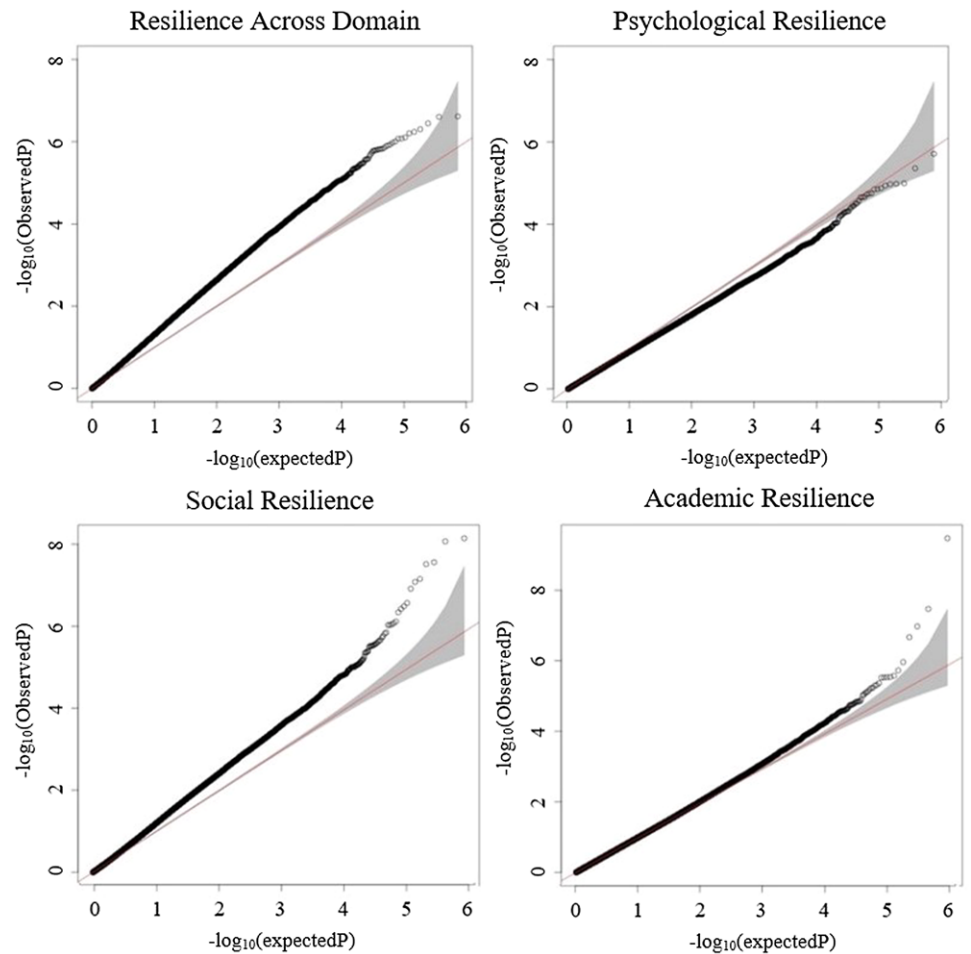 Resilience Across Domain
8
6
4
2
0
-log10(ObservedP)
0 1 2 3 4 5 6
-log10(expectedP)
Psychological Resilience
8
6
4
2
0
-log10(ObservedP)
0 1 2 3 4 5 6
-log10(expectedP)
Social Resilience
8
6
4
2
0
-log10(ObservedP)
0 1 2 3 4 5 6
-log10(expectedP)
Academic Resilience
8
6
4
2
0
-log10(ObservedP)
0 1 2 3 4 5 6
-log10(expectedP)